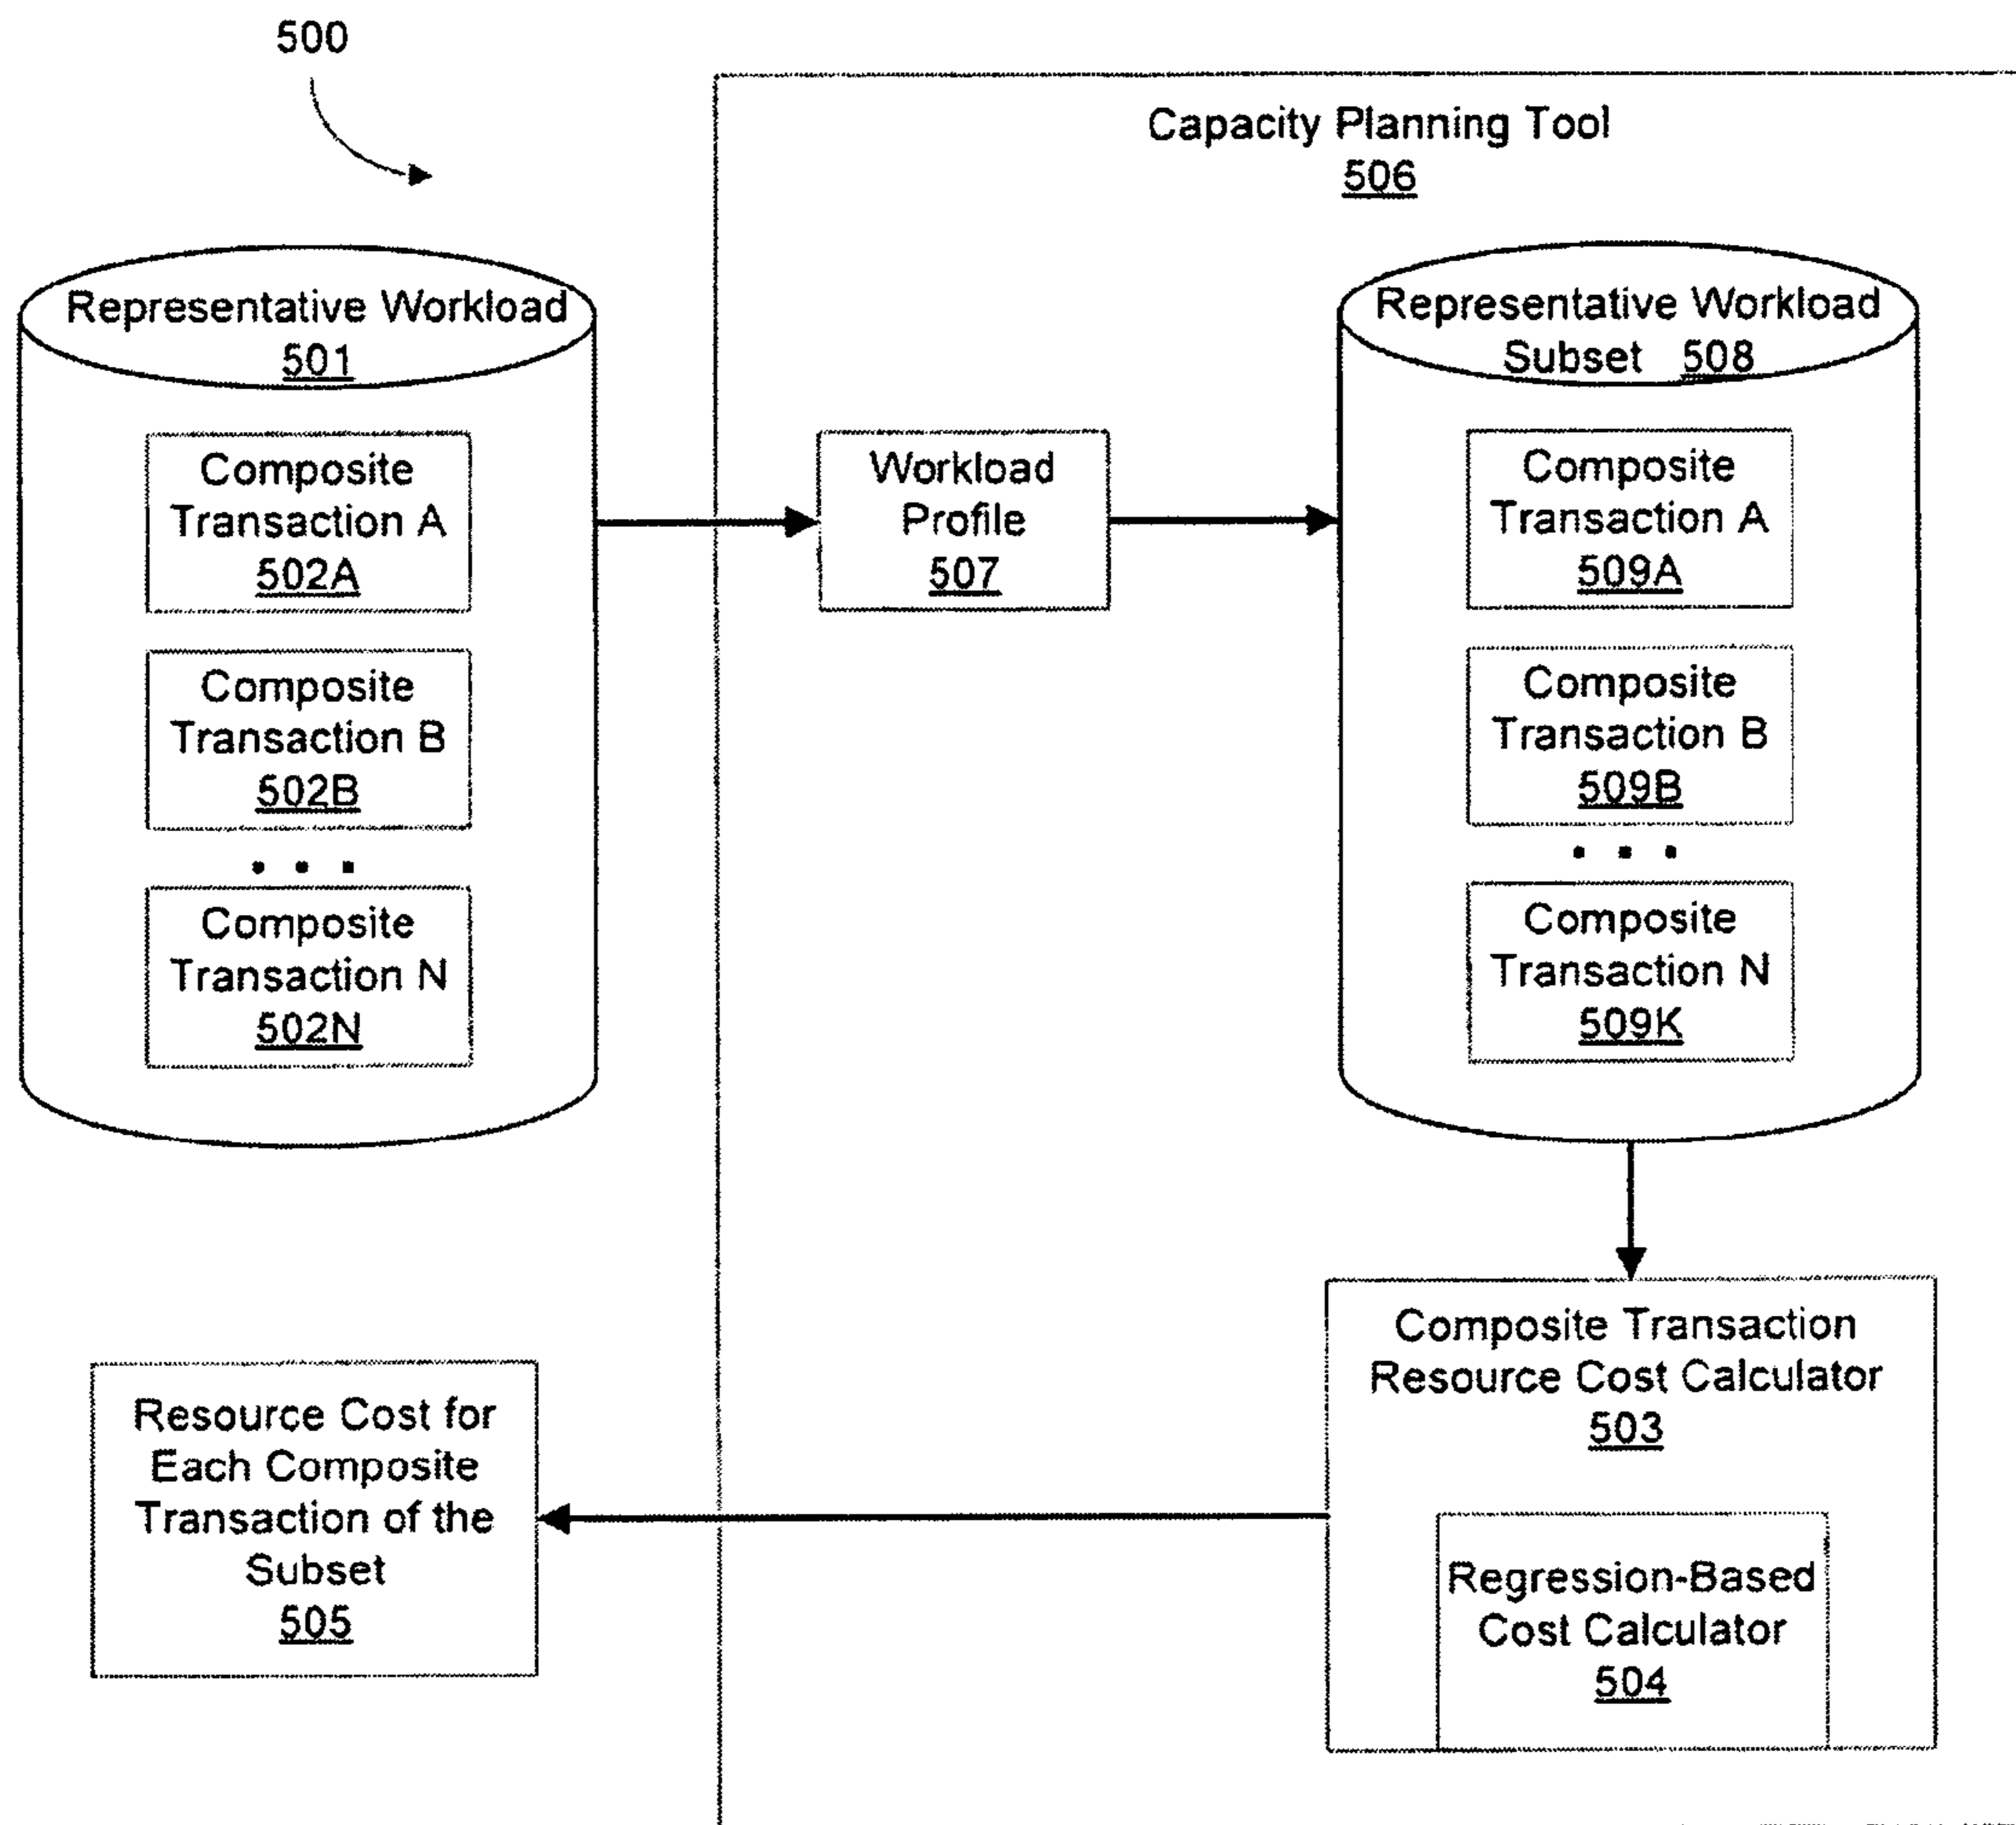 500
Capacity Planning Tool
506
Representative Workload
501
Composite
Transaction A
502A
Composite
Transaction B
502B
. . .
Composite
Transaction N
502N
Workload
Profile
507
Representative Workload
Subset 508
Composite
Transaction A
509A
Composite
Transaction B
509B
. . .
Composite
Transaction N
509K
Composite Transaction
Resource Cost Calculator
503
Regression-Based
Cost Calculator
504
Resource Cost for
Each Composite
Transaction of the
Subset
505